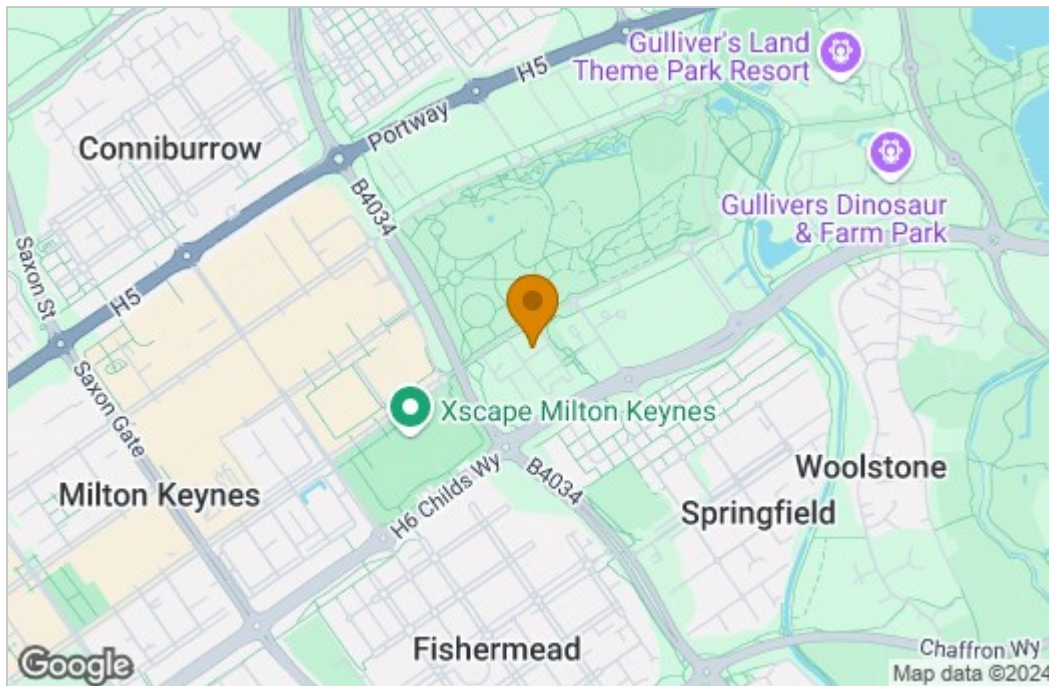 Gulliver's Land
Theme Park Resort
H5
Portway
Conniburrow
B4034
Gullivers Dinosaur
& Farm Park
Saxon St
H5
Saxon Gate
Xscape Milton Keynes
Milton Keynes
H6 Childs Wy
B4034
Woolstone
Springfield
Fishermead
Chaffron Wy
Google
Map data ©2024